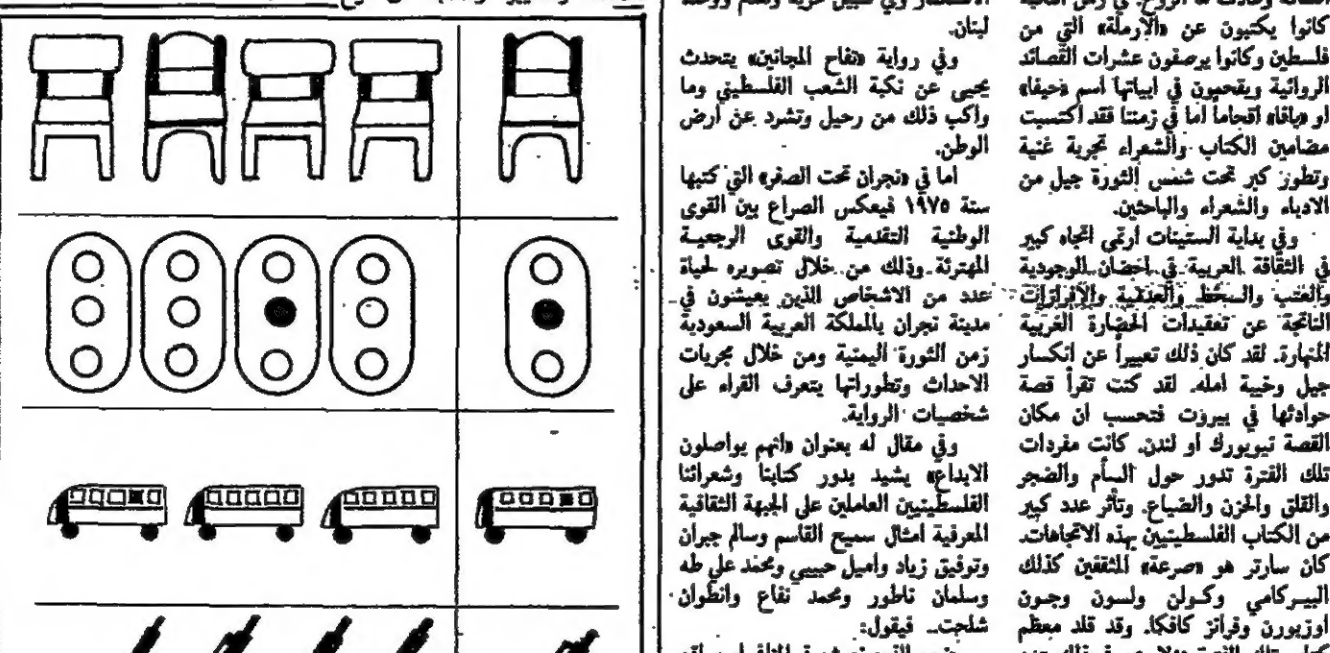 كانوا يكتبون عن «الأرملة» التي من
فلسطين وكانوا يرصفون عشرات القصائد
الروائية ويقحمون في ابياتها اسم «حيفا»
او «يافا» اقحاما اما في زمننا فقد اكتسبت
مضامين الكتاب والشعراء تجربة غنية
وتطور كبر تحت شمس الثورة جيل من
الادباء والشعراء والباحثين.
وفي بداية الستينات ارتمى اتجاه كبير
في الثقافة العربية في احضان الوجودية
والعتب والسخط والعدمية والإفرازات
الناتجة عن تعقيدات الحضارة الغربية
المنهارة. لقد كان ذلك تعبيراً عن انكسار
جيل وخيبة امله. لقد كنت تقرأ قصة
حوادثها في بيروت فتحسب ان مكان
القصة نيويورك او لندن. كانت مفردات
تلك الفترة تدور حول السأم والضجر
والقلق والحزن والضياع. وتأثر عدد كبير
من الكتاب الفلسطينيين بهذه الاتجاهات.
كان سارتر هو «صرعة» المثقفين كذلك
البيركامي وكولن ولسون وجون
اوزبورن وفرانز كافكا. وقد قلد معظم
لبنان.
وفي رواية «تفاح المجانين» يتحدث
يحيى عن نكبة الشعب الفلسطيني وما
واكب ذلك من رحيل وتشرد عن ارض
الوطن.
اما في «نجران تحت الصفر» التي كتبها
سنة ١٩٧٥ فيعكس الصراع بين القوى
الوطنية التقدمية والقوى الرجعية
المهترئة وذلك من خلال تصويره لحياة
عدد من الاشخاص الذين يعيشون في
مدينة نجران بالمملكة العربية السعودية
زمن الثورة اليمنية ومن خلال مجريات
الاحداث وتطوراتها يتعرف القراء على
شخصيات الرواية.
وفي مقال له بعنوان «انهم يواصلون
الابداع» يشيد بدور كتابنا وشعرائنا
الفلسطينيين العاملين على الجبهة الثقافية
المعرفية امثال سميح القاسم وسالم جبران
وتوفيق زياد واميل حبيبي ومحمد علي طه
وسلمان ناطور ومحمد نفاع وانطوان
شلحت.. فيقول: